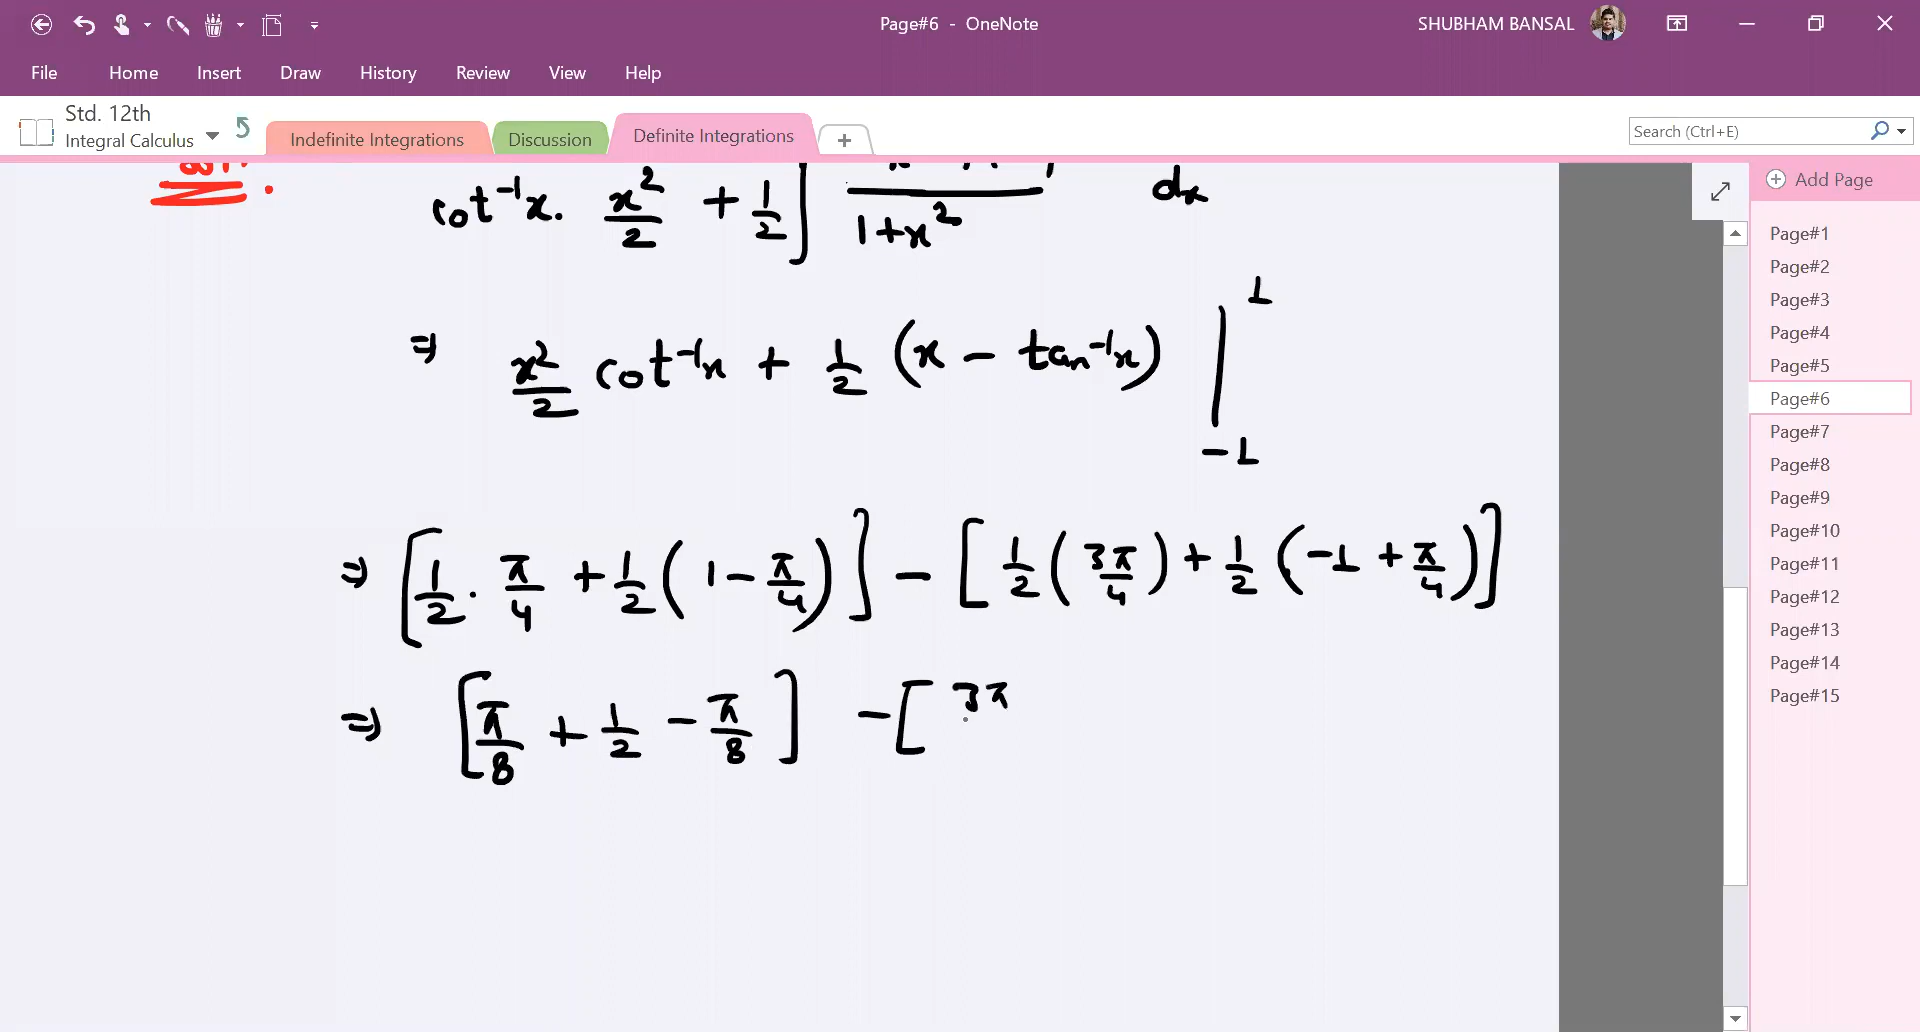 Page#6 - OneNote
SHUBHAM BANSAL
File Home Insert Draw History Review View Help
Std. 12th
Integral Calculus
Indefinite Integrations
Discussion
Definite Integrations
+
Search (Ctrl+E)
Add Page
Page#1
Page#2
Page#3
Page#4
Page#5
Page#6
Page#7
Page#8
Page#9
Page#10
Page#11
Page#12
Page#13
Page#14
Page#15
cot⁻¹x. x²/2 + 1/2 ∫ /(1+x²) dx
⇒ x²/2 cot⁻¹x + 1/2 (x - tan⁻¹x) |₋₁¹
⇒ [1/2 . π/4 + 1/2 (1 - π/4)] - [1/2 (3π/4) + 1/2 (-1 + π/4)]
⇒ [π/8 + 1/2 - π/8] - [3π